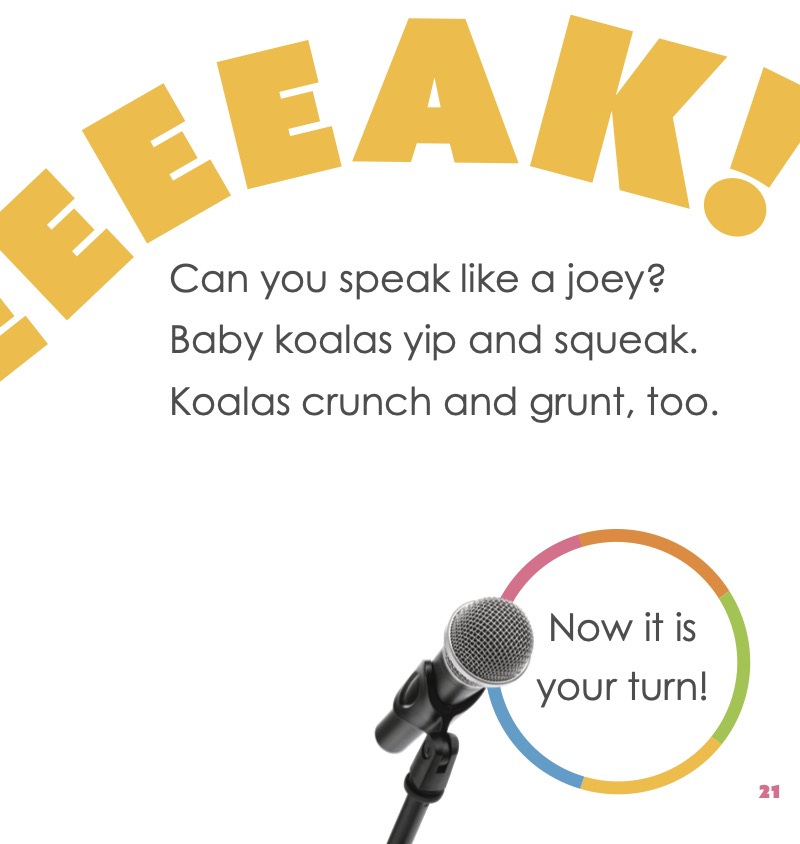 EEEEAK!
Can you speak like a joey?
Baby koalas yip and squeak.
Koalas crunch and grunt, too.
Now it is
your turn!
21